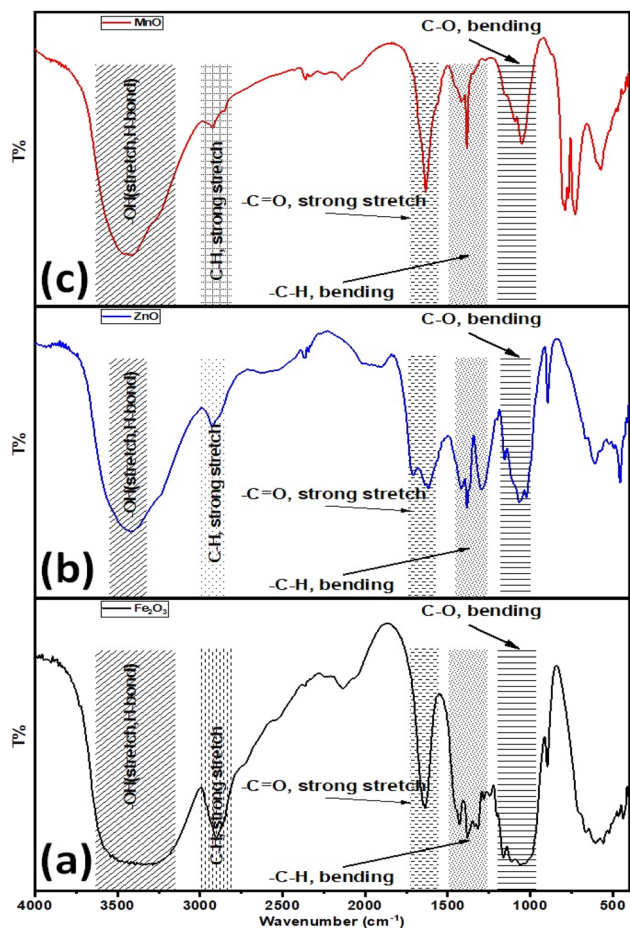 MnO
C-O, bending
-OH(stretch,H-bond)
C-H, strong stretch
T%
-C=O, strong stretch
-C-H, bending
(c)
ZnO
C-O, bending
-OH(stretch,H-bond)
C-H, strong stretch
T%
-C=O, strong stretch
-C-H, bending
(b)
Fe₂O₃
C-O, bending
-OH(stretch,H-bond)
C-H, strong stretch
T%
-C=O, strong stretch
-C-H, bending
(a)
4000 3500 3000 2500 2000 1500 1000 500
Wavenumber (cm⁻¹)